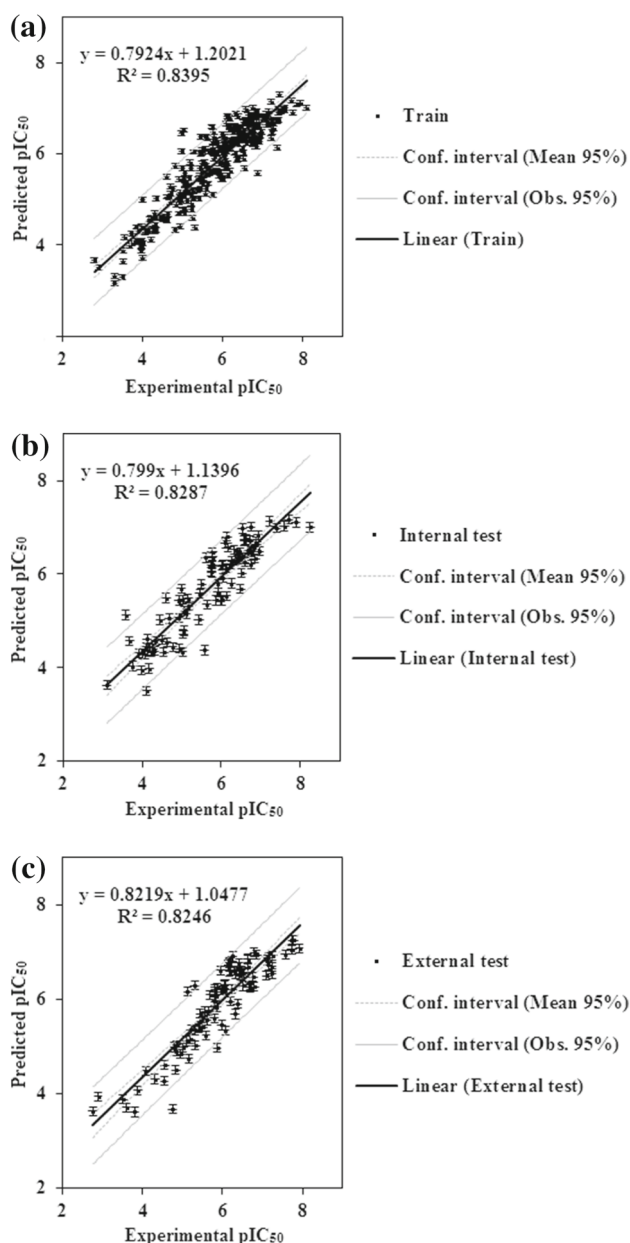 (a)
y = 0.7924x + 1.2021
R² = 0.8395
8
6
4
2
4
6
8
Predicted pIC₅₀
Experimental pIC₅₀
Train
Conf. interval (Mean 95%)
Conf. interval (Obs. 95%)
Linear (Train)
(b)
y = 0.799x + 1.1396
R² = 0.8287
8
6
4
2
2
4
6
8
Predicted pIC₅₀
Experimental pIC₅₀
Internal test
Conf. interval (Mean 95%)
Conf. interval (Obs. 95%)
Linear (Internal test)
(c)
y = 0.8219x + 1.0477
R² = 0.8246
8
6
4
2
2
4
6
8
Predicted pIC₅₀
Experimental pIC₅₀
External test
Conf. interval (Mean 95%)
Conf. interval (Obs. 95%)
Linear (External test)